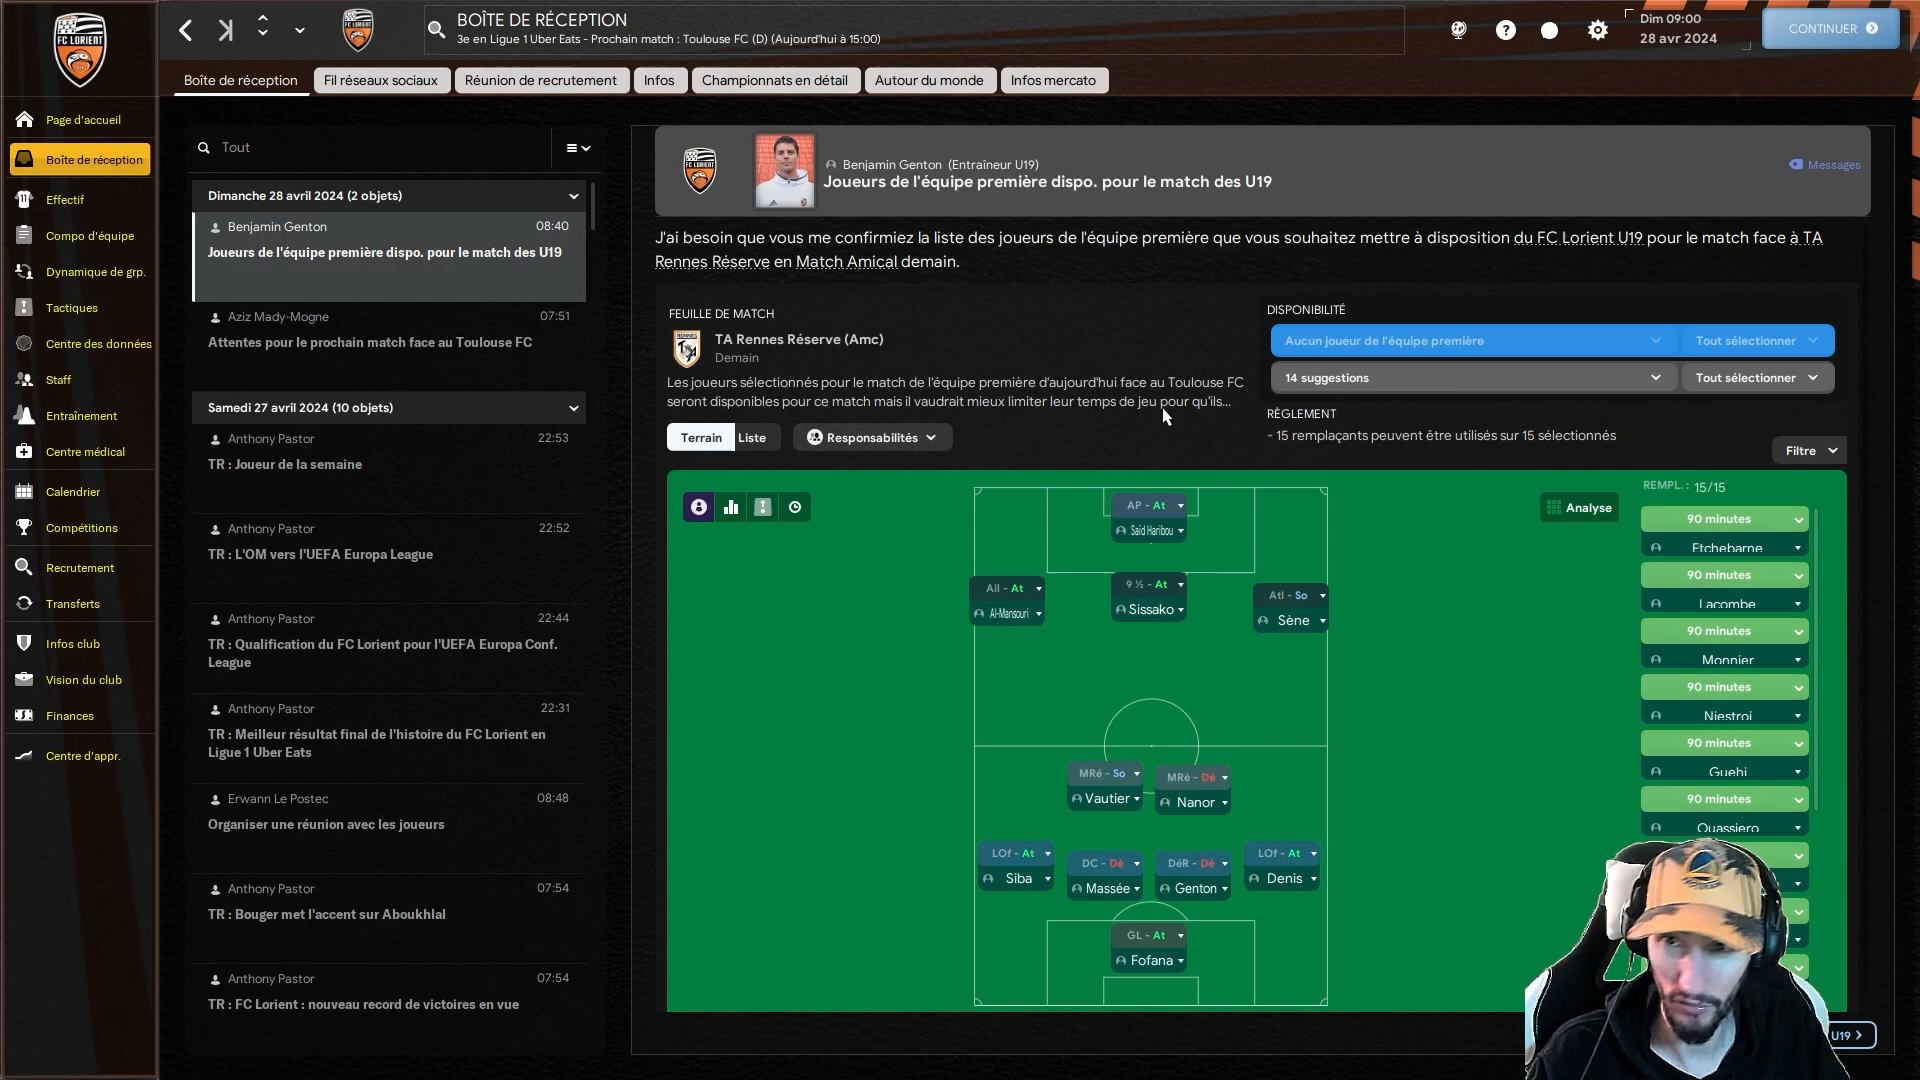 FC LORIENT
BOÎTE DE RÉCEPTION
3e en Ligue 1 Uber Eats - Prochain match : Toulouse FC (D) (Aujourd'hui à 15:00)
Dim 09:00
28 avr 2024
CONTINUER
Boîte de réception
Fil réseaux sociaux
Réunion de recrutement
Infos
Championnats en détail
Autour du monde
Infos mercato
Page d'accueil
Boîte de réception
Effectif
Compo d'équipe
Dynamique de grp.
Tactiques
Centre des données
Staff
Entraînement
Centre médical
Calendrier
Compétitions
Recrutement
Transferts
Infos club
Vision du club
Finances
Centre d'appr.
Tout
Dimanche 28 avril 2024 (2 objets)
Benjamin Genton 08:40
Joueurs de l'équipe première dispo. pour le match des U19
Aziz Mady-Mogne 07:51
Attentes pour le prochain match face au Toulouse FC
Samedi 27 avril 2024 (10 objets)
Anthony Pastor 22:53
TR : Joueur de la semaine
Anthony Pastor 22:52
TR : L'OM vers l'UEFA Europa League
Anthony Pastor 22:44
TR : Qualification du FC Lorient pour l'UEFA Europa Conf.
League
Anthony Pastor 22:31
TR : Meilleur résultat final de l'histoire du FC Lorient en
Ligue 1 Uber Eats
Erwann Le Postec 08:48
Organiser une réunion avec les joueurs
Anthony Pastor 07:54
TR : Bouger met l'accent sur Aboukhlal
Anthony Pastor 07:54
TR : FC Lorient : nouveau record de victoires en vue
FC LORIENT
Benjamin Genton (Entraîneur U19)
Joueurs de l'équipe première dispo. pour le match des U19
Messages
J'ai besoin que vous me confirmiez la liste des joueurs de l'équipe première que vous souhaitez mettre à disposition du FC Lorient U19 pour le match face à TA
Rennes Réserve en Match Amical demain.
FEUILLE DE MATCH
TA Rennes Réserve (Amc)
Demain
Les joueurs sélectionnés pour le match de l'équipe première d'aujourd'hui face au Toulouse FC
seront disponibles pour ce match mais il vaudrait mieux limiter leur temps de jeu pour qu'ils...
DISPONIBILITÉ
Aucun joueur de l'équipe première Tout sélectionner
14 suggestions Tout sélectionner
RÈGLEMENT
- 15 remplaçants peuvent être utilisés sur 15 sélectionnés
Terrain
Liste
Responsabilités
Filtre
Analyse
AP - At
Saïd Haribou
Ail - At
Al-Mansouri
9 ½ - At
Sissako
Atl - So
Sène
MRé - So
Vautier
MRé - Dé
Nanor
LOf - At
Siba
DC - Dé
Massée
DéR - Dé
Genton
LOf - At
Denis
GL - At
Fofana
REMPL. : 15/15
90 minutes
Etchebarne
90 minutes
Lacombe
90 minutes
Monnier
90 minutes
Niestroj
90 minutes
Guehi
90 minutes
Quassiero
U19